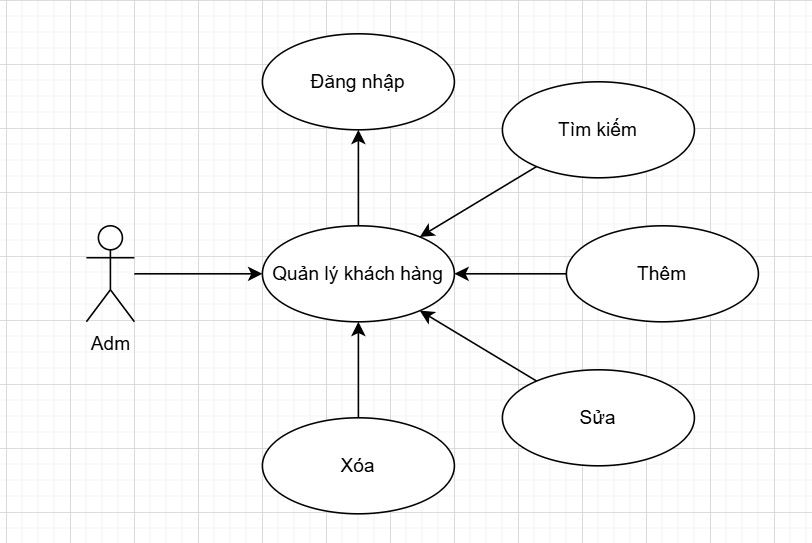 Đăng nhập
Tìm kiếm
Quản lý khách hàng
Thêm
Adm
Sửa
Xóa